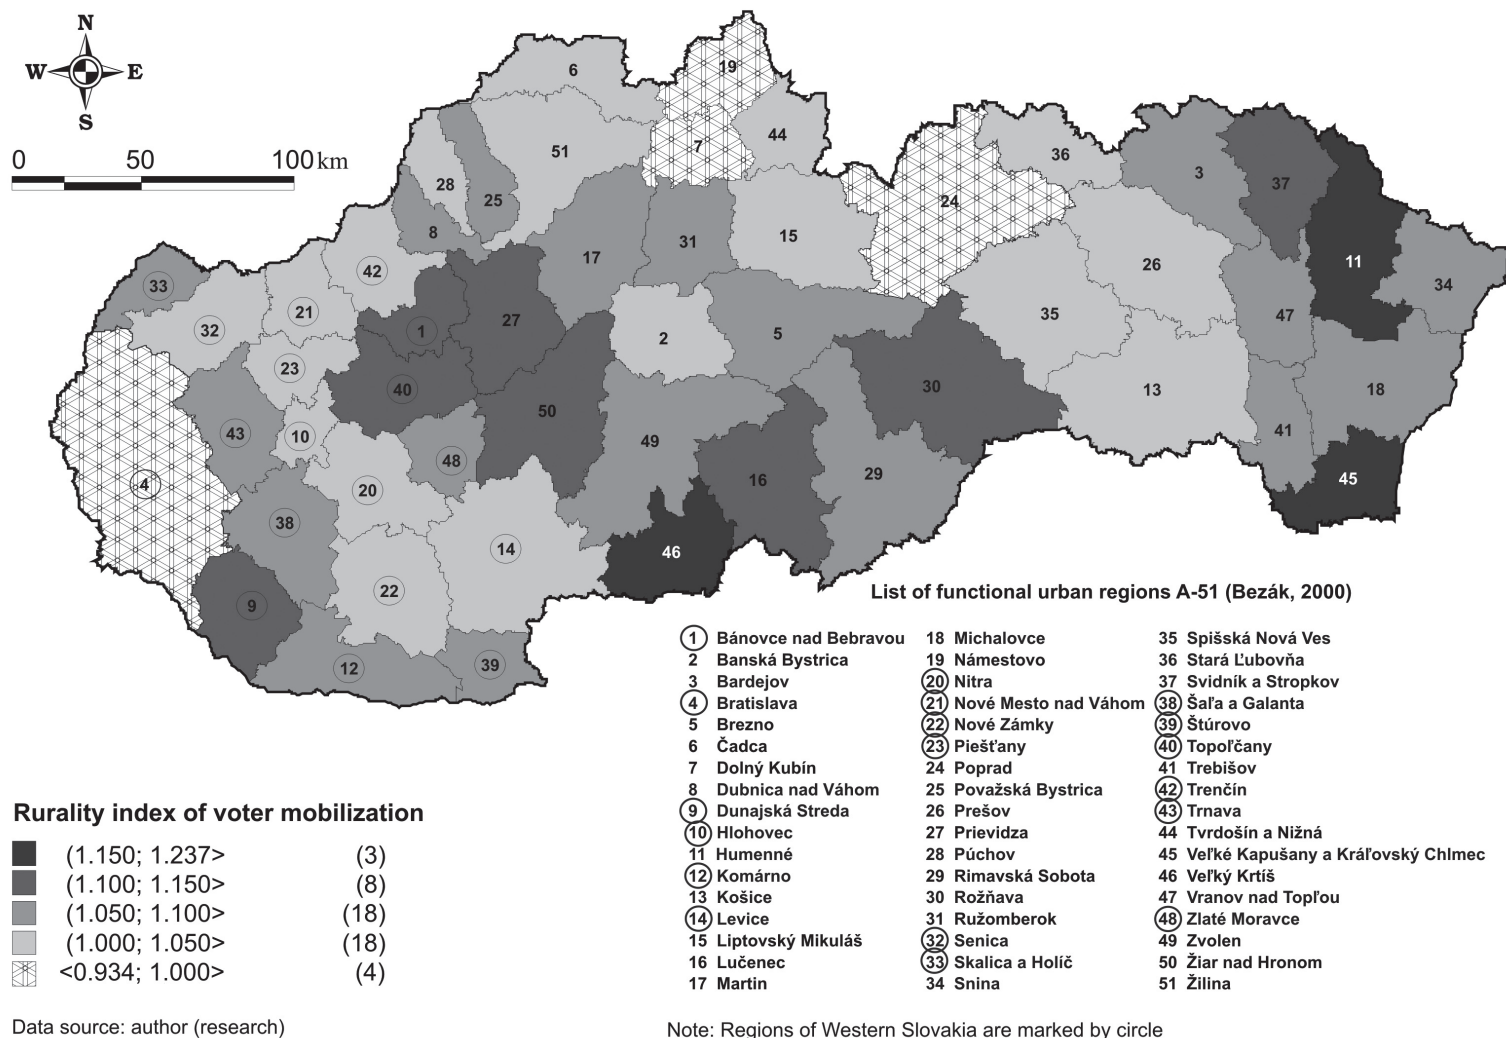 N
W E
S
0 50 100 km
19
6
7
44
51
36
28
25
3
37
24
8
31
15
17
42
26
11
34
33
21
32
1
27
35
47
2
5
23
40
30
13
18
50
43
10
49
41
48
29
4
20
16
45
38
14
46
22
9
12
39
List of functional urban regions A-51 (Bezák, 2000)
1 Bánovce nad Bebravou
2 Banská Bystrica
3 Bardejov
4 Bratislava
5 Brezno
6 Čadca
7 Dolný Kubín
8 Dubnica nad Váhom
9 Dunajská Streda
10 Hlohovec
11 Humenné
12 Komárno
13 Košice
14 Levice
15 Liptovský Mikuláš
16 Lučenec
17 Martin
18 Michalovce
19 Námestovo
20 Nitra
21 Nové Mesto nad Váhom
22 Nové Zámky
23 Piešťany
24 Poprad
25 Považská Bystrica
26 Prešov
27 Prievidza
28 Púchov
29 Rimavská Sobota
30 Rožňava
31 Ružomberok
32 Senica
33 Skalica a Holíč
34 Snina
35 Spišská Nová Ves
36 Stará Ľubovňa
37 Svidník a Stropkov
38 Šaľa a Galanta
39 Štúrovo
40 Topoľčany
41 Trebišov
42 Trenčín
43 Trnava
44 Tvrdošín a Nižná
45 Veľké Kapušany a Kráľovský Chlmec
46 Veľký Krtíš
47 Vranov nad Topľou
48 Zlaté Moravce
49 Zvolen
50 Žiar nad Hronom
51 Žilina
Rurality index of voter mobilization
(1.150; 1.237> (3)
(1.100; 1.150> (8)
(1.050; 1.100> (18)
(1.000; 1.050> (18)
<0.934; 1.000> (4)
Data source: author (research)
Note: Regions of Western Slovakia are marked by circle